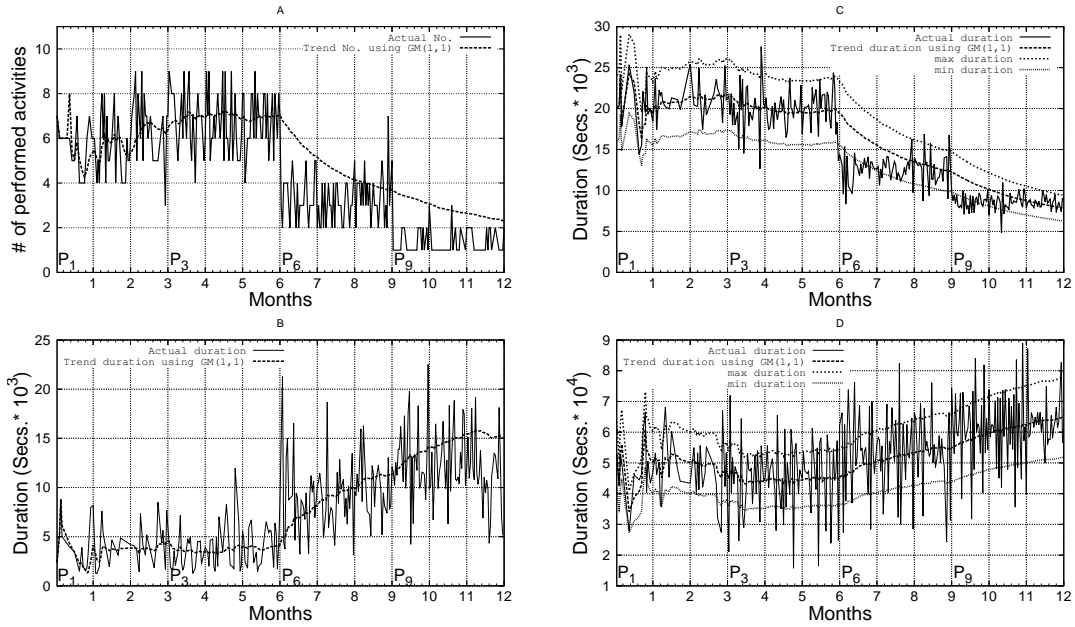 A
# of performed activities
11
10
8
6
4
2
0
Actual No.
Trend No. using GM(1,1)
P1 P3 P6 P9
1 2 3 4 5 6 7 8 9 10 11 12
Months
C
Duration (Secs.* 10^3)
30
25
20
15
10
5
0
Actual duration
Trend duration using GM(1,1)
max duration
min duration
P1 P3 P6 P9
1 2 3 4 5 6 7 8 9 10 11 12
Months
B
Duration (Secs.* 10^3)
25
20
15
10
5
0
Actual duration
Trend duration using GM(1,1)
P1 P3 P6 P9
1 2 3 4 5 6 7 8 9 10 11 12
Months
D
Duration (Secs.* 10^4)
9
8
7
6
5
4
3
2
1
Actual duration
Trend duration using GM(1,1)
max duration
min duration
P1 P3 P6 P9
1 2 3 4 5 6 7 8 9 10 11 12
Months